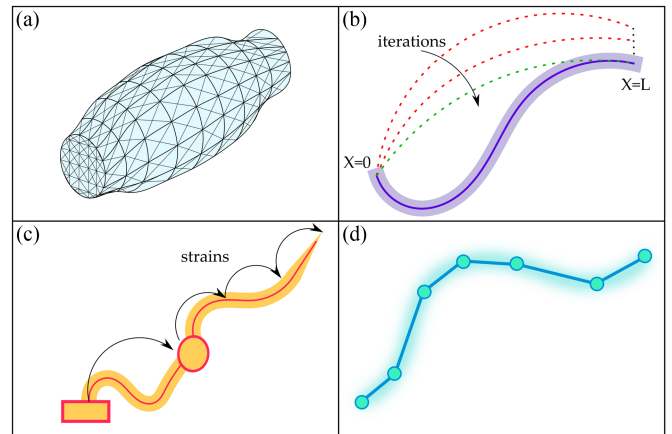 (a)
(b)
iterations
X=L
X=0
(c)
strains
(d)